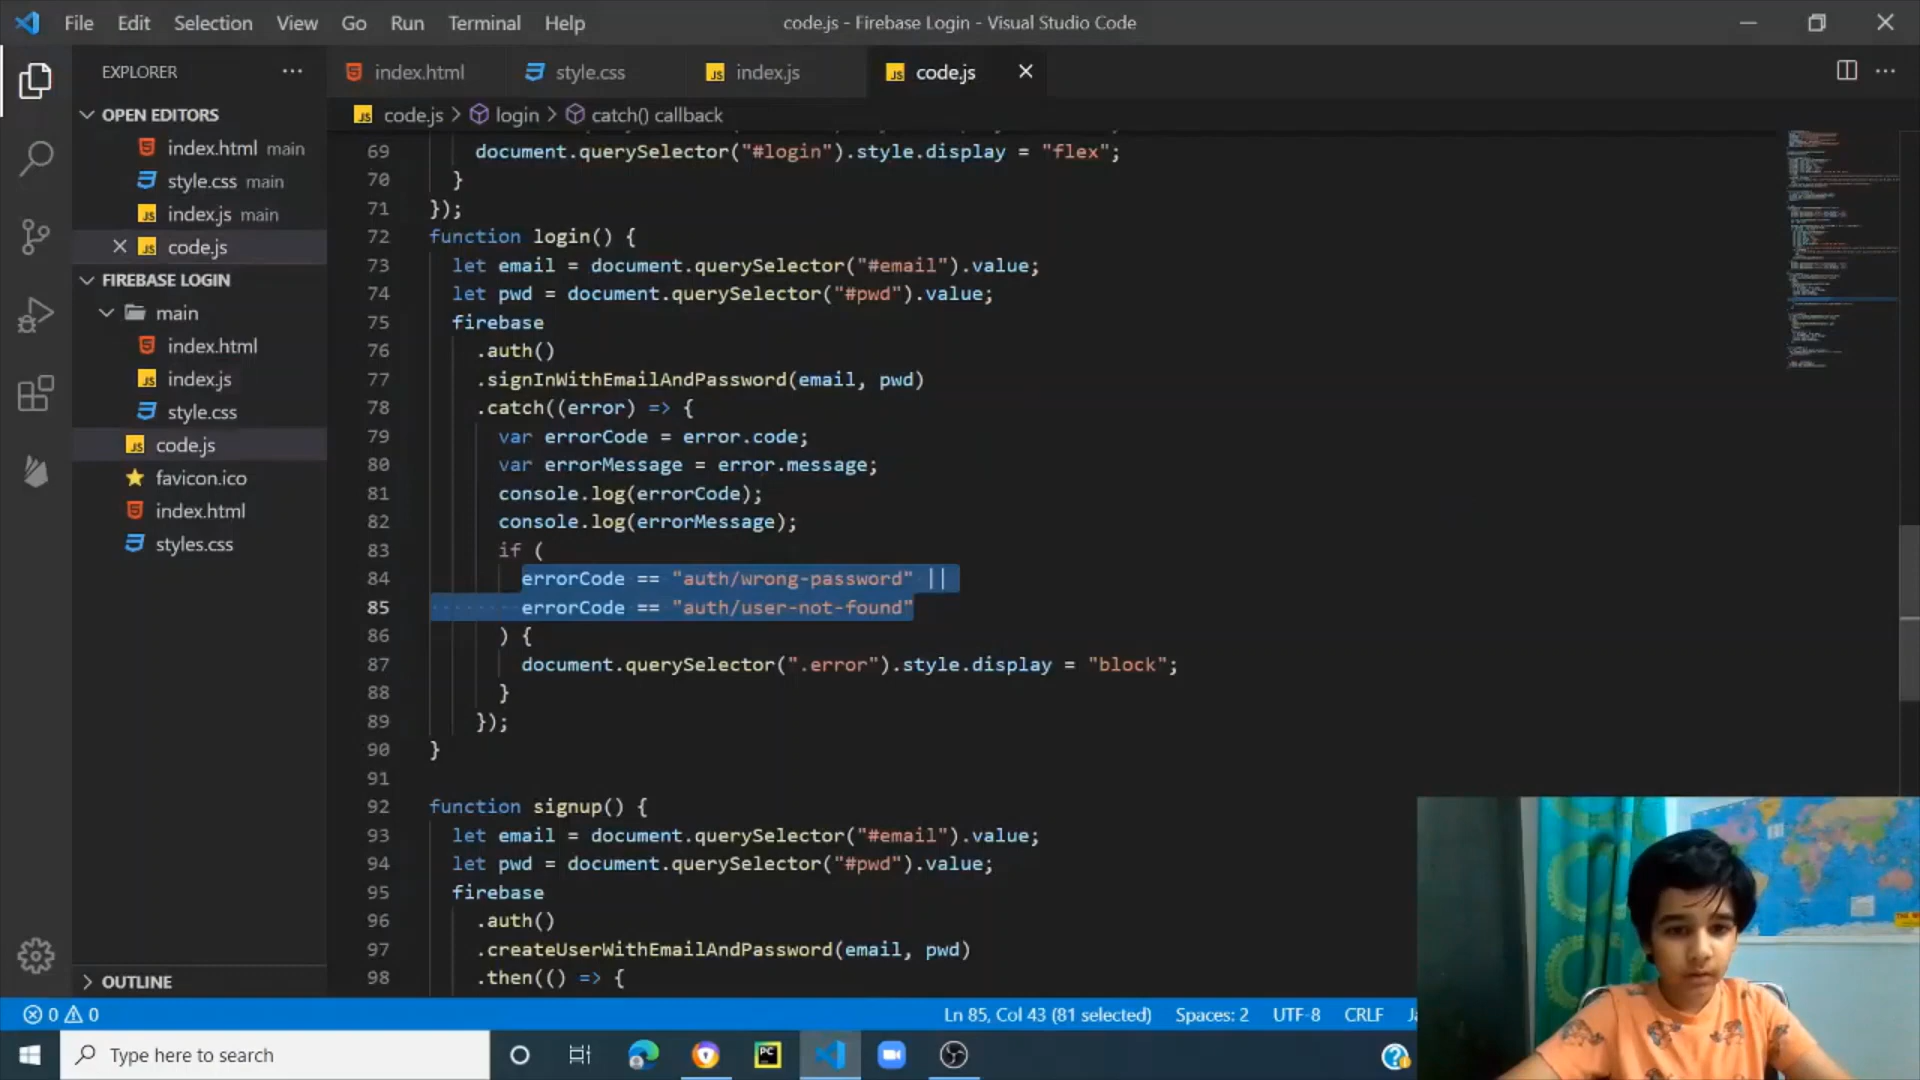 File Edit Selection View Go Run Terminal Help
code.js - Firebase Login - Visual Studio Code
EXPLORER
index.html
style.css
index.js
code.js
OPEN EDITORS
code.js > login > catch() callback
index.html main
style.css main
index.js main
code.js
FIREBASE LOGIN
main
index.html
index.js
style.css
code.js
favicon.ico
index.html
styles.css
OUTLINE
69 document.querySelector("#login").style.display = "flex";
70 }
71 });
72 function login() {
73 let email = document.querySelector("#email").value;
74 let pwd = document.querySelector("#pwd").value;
75 firebase
76 .auth()
77 .signInWithEmailAndPassword(email, pwd)
78 .catch((error) => {
79 var errorCode = error.code;
80 var errorMessage = error.message;
81 console.log(errorCode);
82 console.log(errorMessage);
83 if (
84 errorCode == "auth/wrong-password" ||
85 errorCode == "auth/user-not-found"
86 ) {
87 document.querySelector(".error").style.display = "block";
88 }
89 });
90 }
91
92 function signup() {
93 let email = document.querySelector("#email").value;
94 let pwd = document.querySelector("#pwd").value;
95 firebase
96 .auth()
97 .createUserWithEmailAndPassword(email, pwd)
98 .then(() => {
0 0
Ln 85, Col 43 (81 selected) Spaces: 2 UTF-8 CRLF
Type here to search
PC